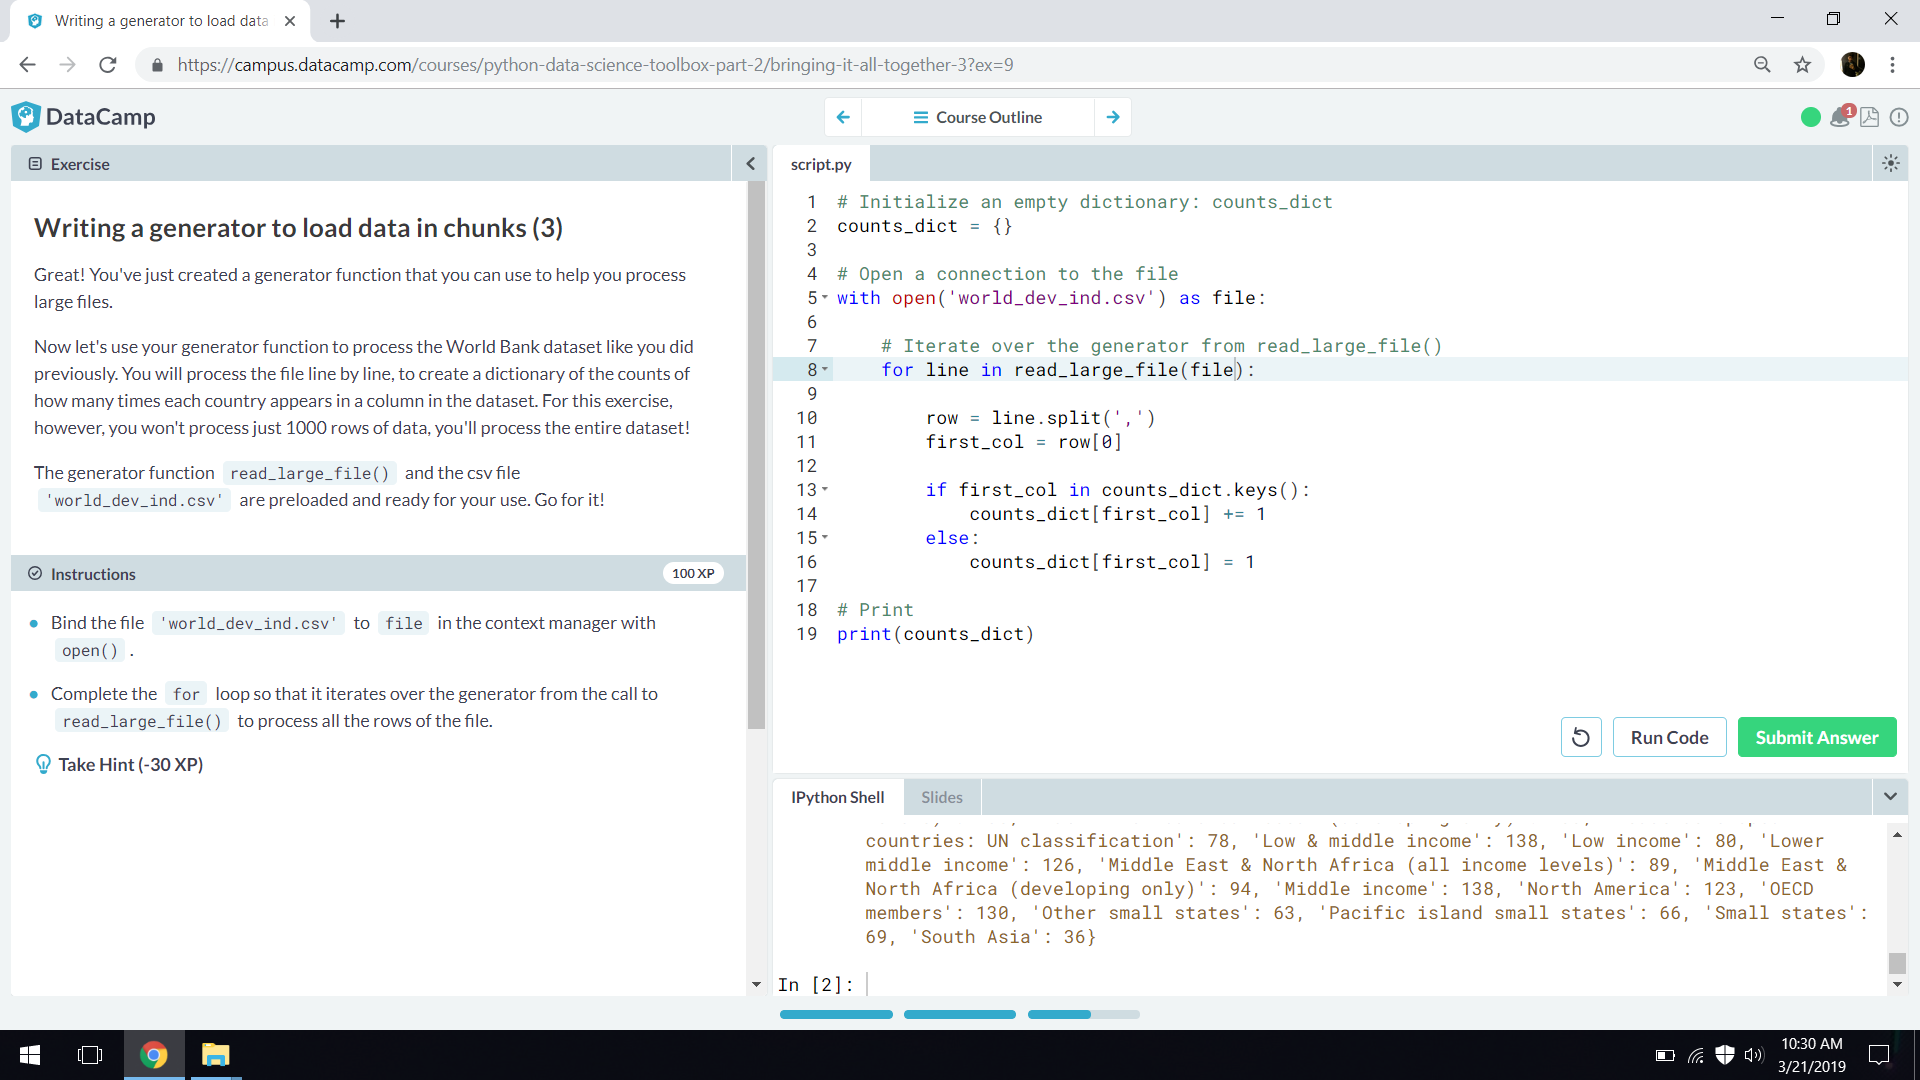 Writing a generator to load data
https://campus.datacamp.com/courses/python-data-science-toolbox-part-2/bringing-it-all-together-3?ex=9
DataCamp
Course Outline
1
Exercise
script.py
Writing a generator to load data in chunks (3)
Great! You've just created a generator function that you can use to help you process
large files.
Now let's use your generator function to process the World Bank dataset like you did
previously. You will process the file line by line, to create a dictionary of the counts of
how many times each country appears in a column in the dataset. For this exercise,
however, you won't process just 1000 rows of data, you'll process the entire dataset!
The generator function read_large_file() and the csv file
'world_dev_ind.csv' are preloaded and ready for your use. Go for it!
Instructions
100 XP
Bind the file 'world_dev_ind.csv' to file in the context manager with
open() .
Complete the for loop so that it iterates over the generator from the call to
read_large_file() to process all the rows of the file.
Take Hint (-30 XP)
1 # Initialize an empty dictionary: counts_dict
2 counts_dict = {}
3
4 # Open a connection to the file
5 with open('world_dev_ind.csv') as file:
6
7     # Iterate over the generator from read_large_file()
8     for line in read_large_file(file):
9
10         row = line.split(',')
11         first_col = row[0]
12
13         if first_col in counts_dict.keys():
14             counts_dict[first_col] += 1
15         else:
16             counts_dict[first_col] = 1
17
18 # Print
19 print(counts_dict)
Run Code
Submit Answer
IPython Shell
Slides
countries: UN classification': 78, 'Low & middle income': 138, 'Low income': 80, 'Lower
middle income': 126, 'Middle East & North Africa (all income levels)': 89, 'Middle East &
North Africa (developing only)': 94, 'Middle income': 138, 'North America': 123, 'OECD
members': 130, 'Other small states': 63, 'Pacific island small states': 66, 'Small states':
69, 'South Asia': 36}
In [2]:
10:30 AM
3/21/2019